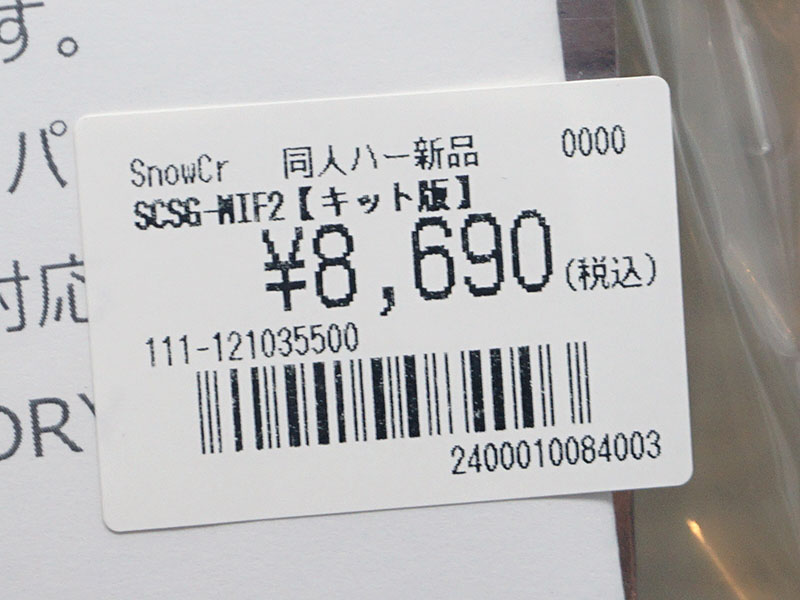 す。
パ
対応
ORY
SnowCr 同人ハー新品 0000
SCSG-MIF2【キット版】
¥8,690(税込)
111-121035500
2400010084003